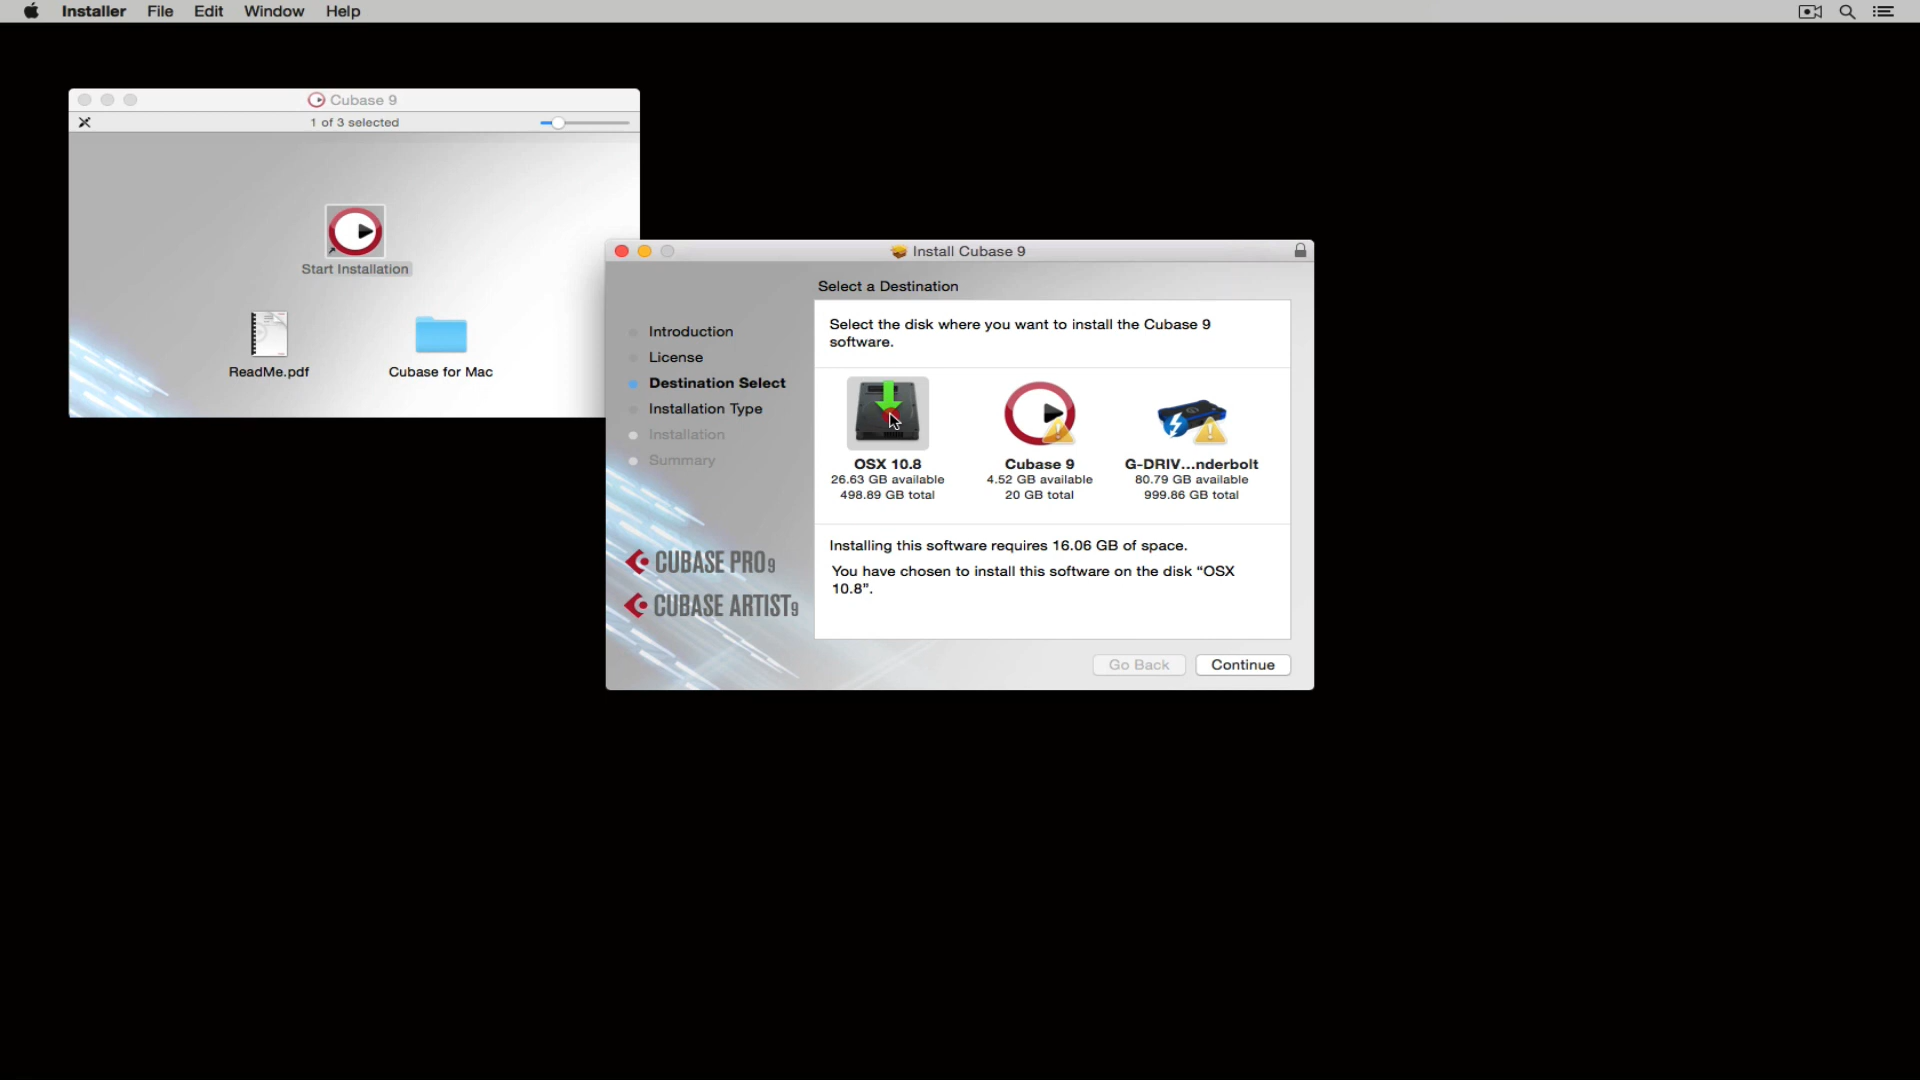 Installer File Edit Window Help
Cubase 9
1 of 3 selected
Start Installation
ReadMe.pdf
Cubase for Mac
Install Cubase 9
Select a Destination
Introduction
License
Destination Select
Installation Type
Installation
Summary
CUBASE PRO 9
CUBASE ARTIST 9
Select the disk where you want to install the Cubase 9
software.
OSX 10.8
26.63 GB available
498.89 GB total
Cubase 9
4.52 GB available
20 GB total
G-DRIV...nderbolt
80.79 GB available
999.86 GB total
Installing this software requires 16.06 GB of space.
You have chosen to install this software on the disk “OSX
10.8”.
Go Back
Continue